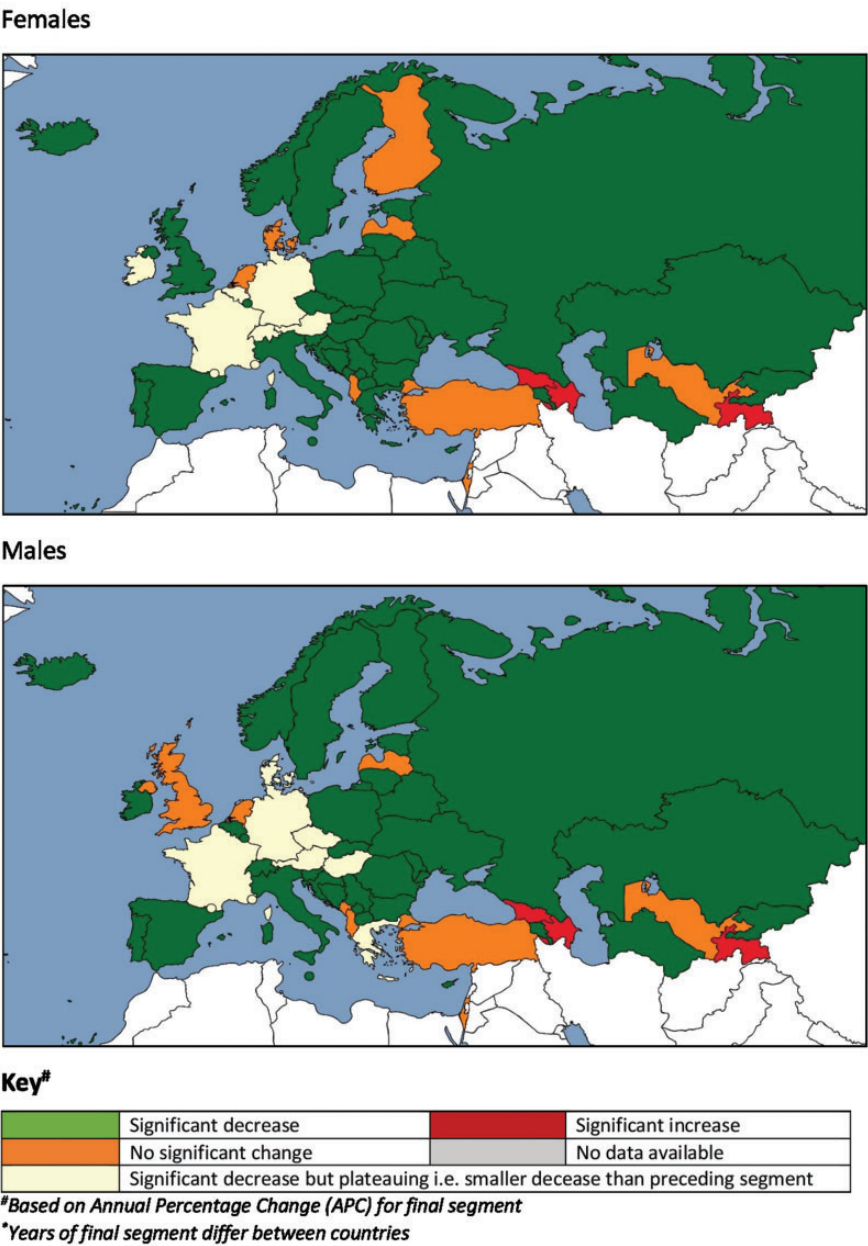 Females
Males
Key#
Significant decrease
Significant increase
No significant change
No data available
Significant decrease but plateauing i.e. smaller decease than preceding segment
#Based on Annual Percentage Change (APC) for final segment
*Years of final segment differ between countries